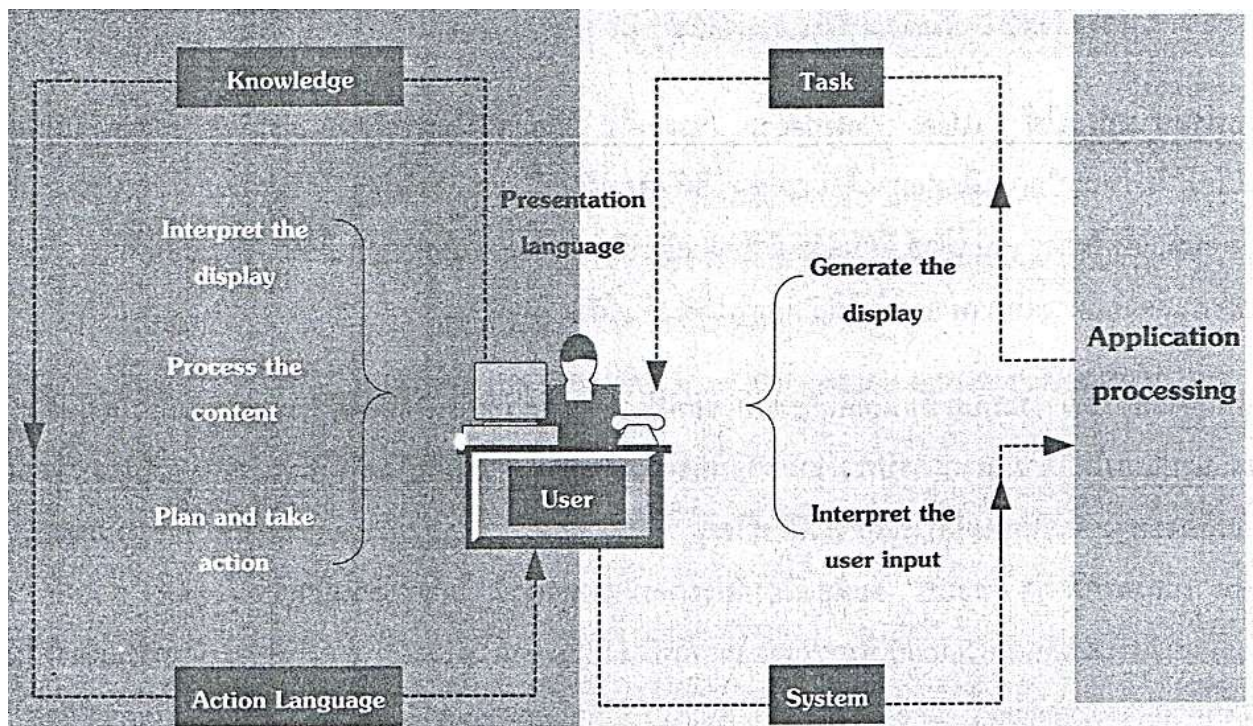 Knowledge
Task
Presentation
language
Interpret the
display
Process the
content
Plan and take
action
Generate the
display
Interpret the
user input
Application
processing
User
Action Language
System